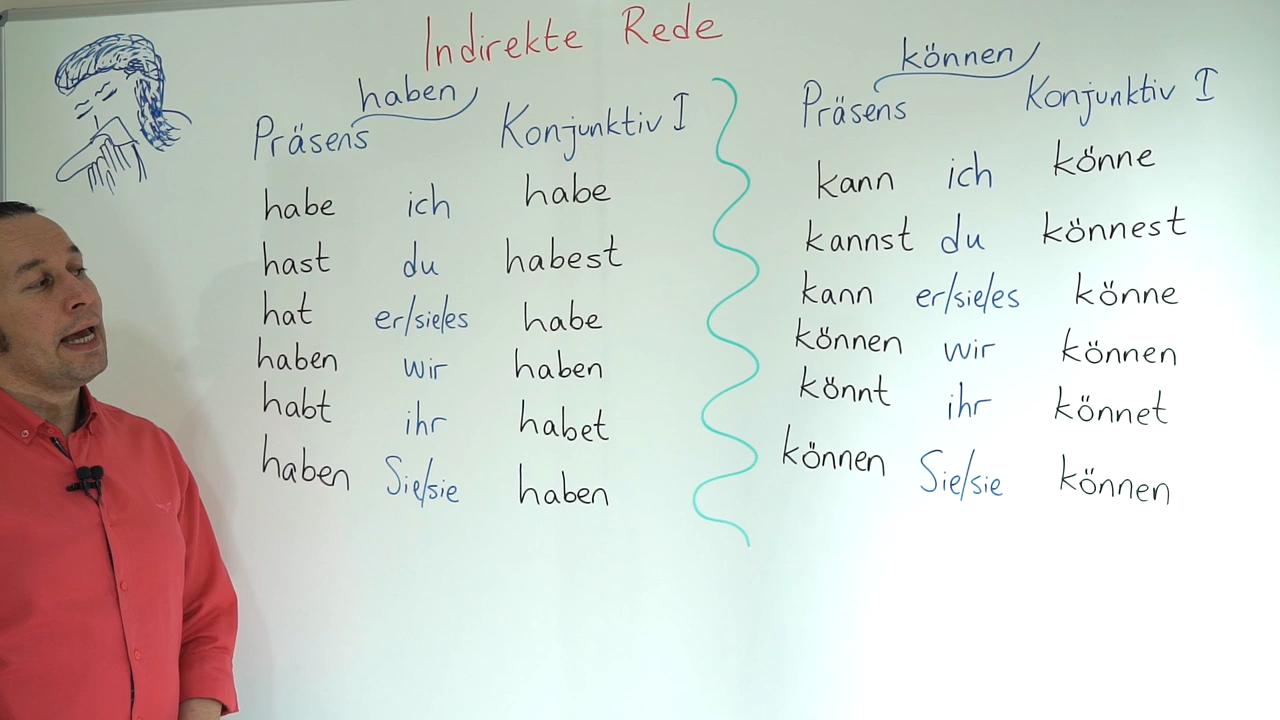 Indirekte Rede
haben
Präsens Konjunktiv I
habe ich habe
hast du habest
hat er/sie/es habe
haben wir haben
habt ihr habet
haben Sie/sie haben
können
Präsens Konjunktiv I
kann ich könne
kannst du könnest
kann er/sie/es könne
können wir können
könnt ihr könnet
können Sie/sie können